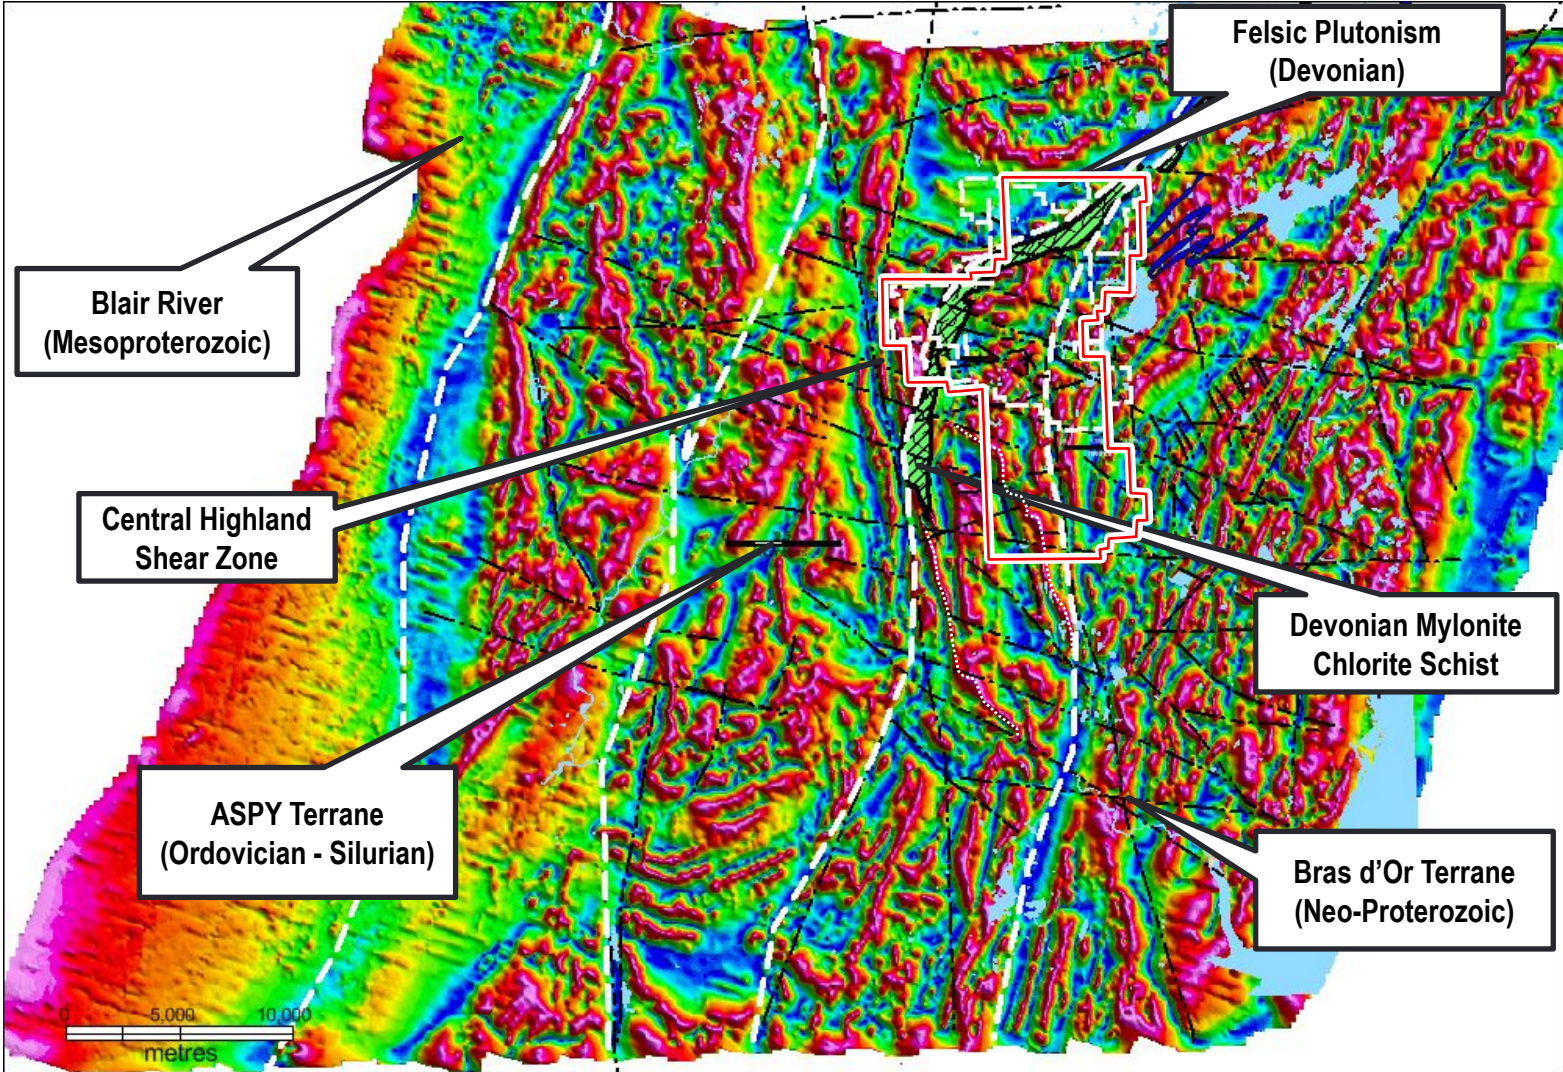 Felsic Plutonism
(Devonian)
Blair River
(Mesoproterozoic)
Central Highland
Shear Zone
Devonian Mylonite
Chlorite Schist
ASPY Terrane
(Ordovician - Silurian)
Bras d’Or Terrane
(Neo-Proterozoic)
0 5,000 10,000
metres